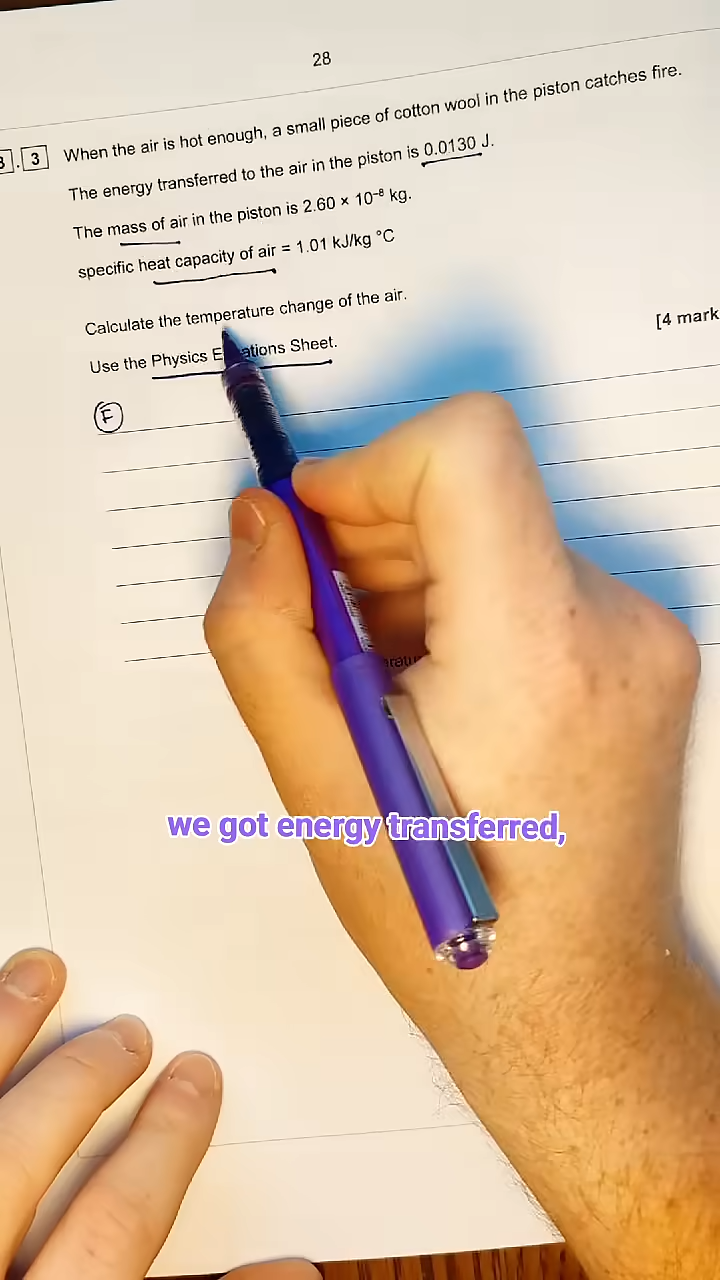 28
3 . 3 When the air is hot enough, a small piece of cotton wool in the piston catches fire.
The energy transferred to the air in the piston is 0.0130 J.
The mass of air in the piston is 2.60 × 10⁻⁸ kg.
specific heat capacity of air = 1.01 kJ/kg °C
Calculate the temperature change of the air.
[4 mark
Use the Physics E ations Sheet.
F
we got energy transferred,